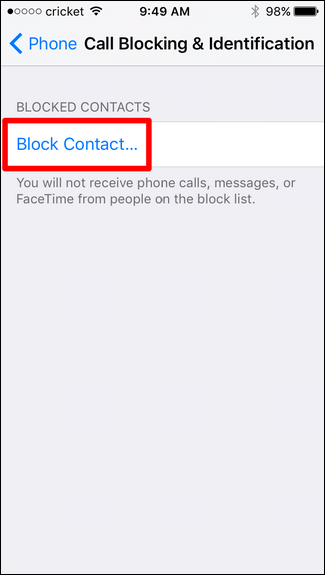 cricket 9:49 AM 98%
Phone Call Blocking & Identification
BLOCKED CONTACTS
Block Contact...
You will not receive phone calls, messages, or
FaceTime from people on the block list.